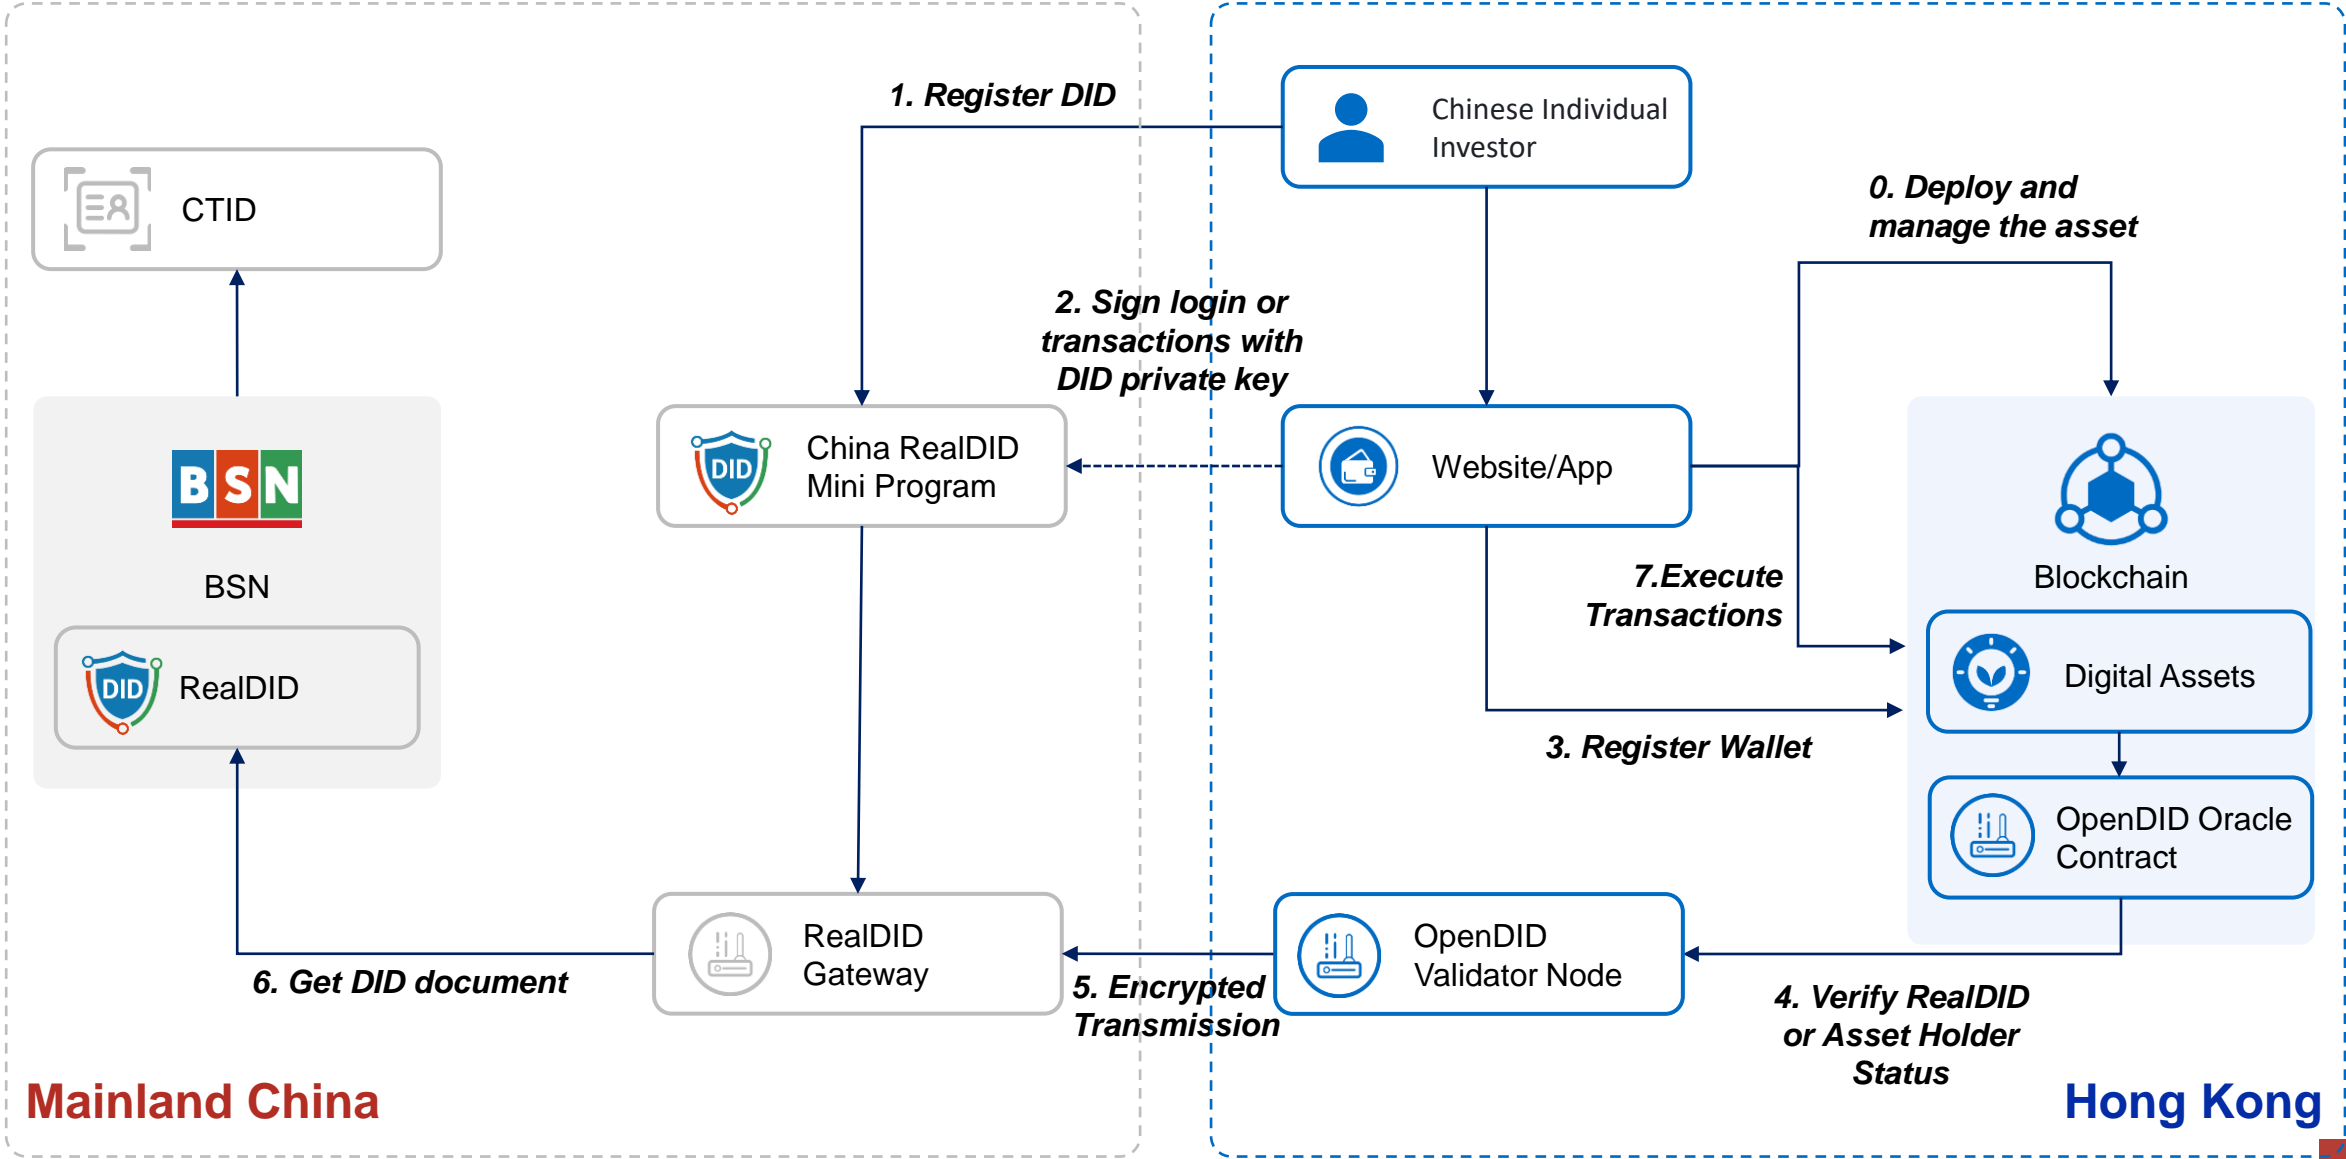 1. Register DID
Chinese Individual
Investor
0. Deploy and
manage the asset
CTID
2. Sign login or
transactions with
DID private key
BSN
BSN
DID
China RealDID
Mini Program
Website/App
7.Execute
Transactions
Blockchain
DID
RealDID
Digital Assets
3. Register Wallet
OpenDID Oracle
Contract
RealDID
Gateway
OpenDID
Validator Node
6. Get DID document
5. Encrypted
Transmission
4. Verify RealDID
or Asset Holder
Status
Mainland China
Hong Kong